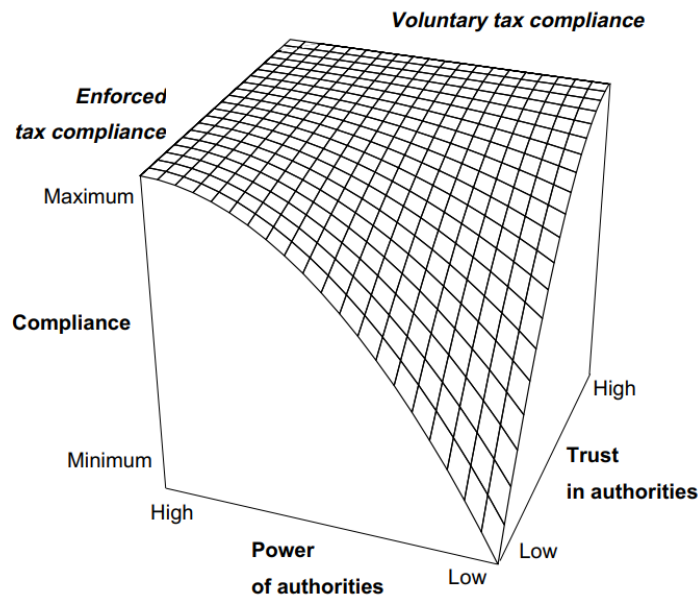 Voluntary tax compliance
Enforced
tax compliance
Maximum
Compliance
Minimum
High
Power
of authorities
Low
Low
Trust
in authorities
High